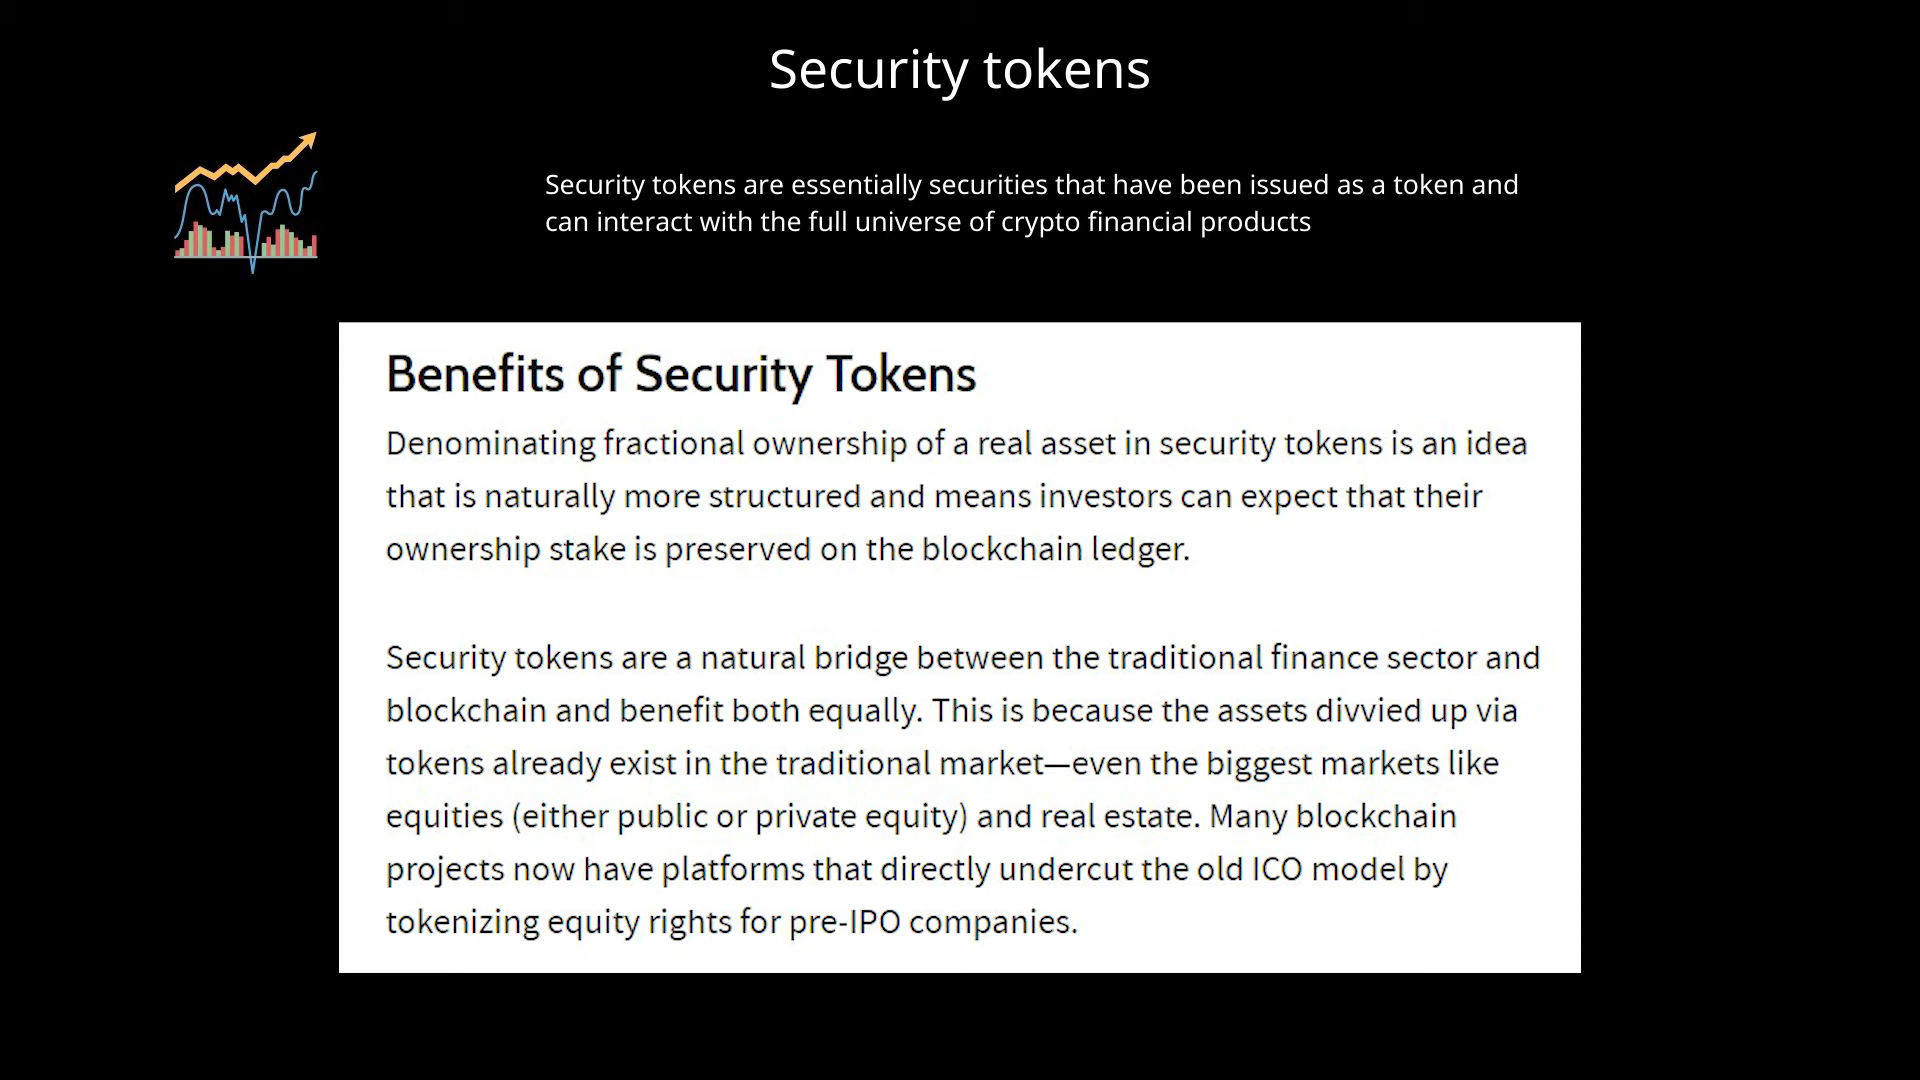 Security tokens
Security tokens are essentially securities that have been issued as a token and
can interact with the full universe of crypto financial products
Benefits of Security Tokens
Denominating fractional ownership of a real asset in security tokens is an idea
that is naturally more structured and means investors can expect that their
ownership stake is preserved on the blockchain ledger.
Security tokens are a natural bridge between the traditional finance sector and
blockchain and benefit both equally. This is because the assets divvied up via
tokens already exist in the traditional market—even the biggest markets like
equities (either public or private equity) and real estate. Many blockchain
projects now have platforms that directly undercut the old ICO model by
tokenizing equity rights for pre-IPO companies.